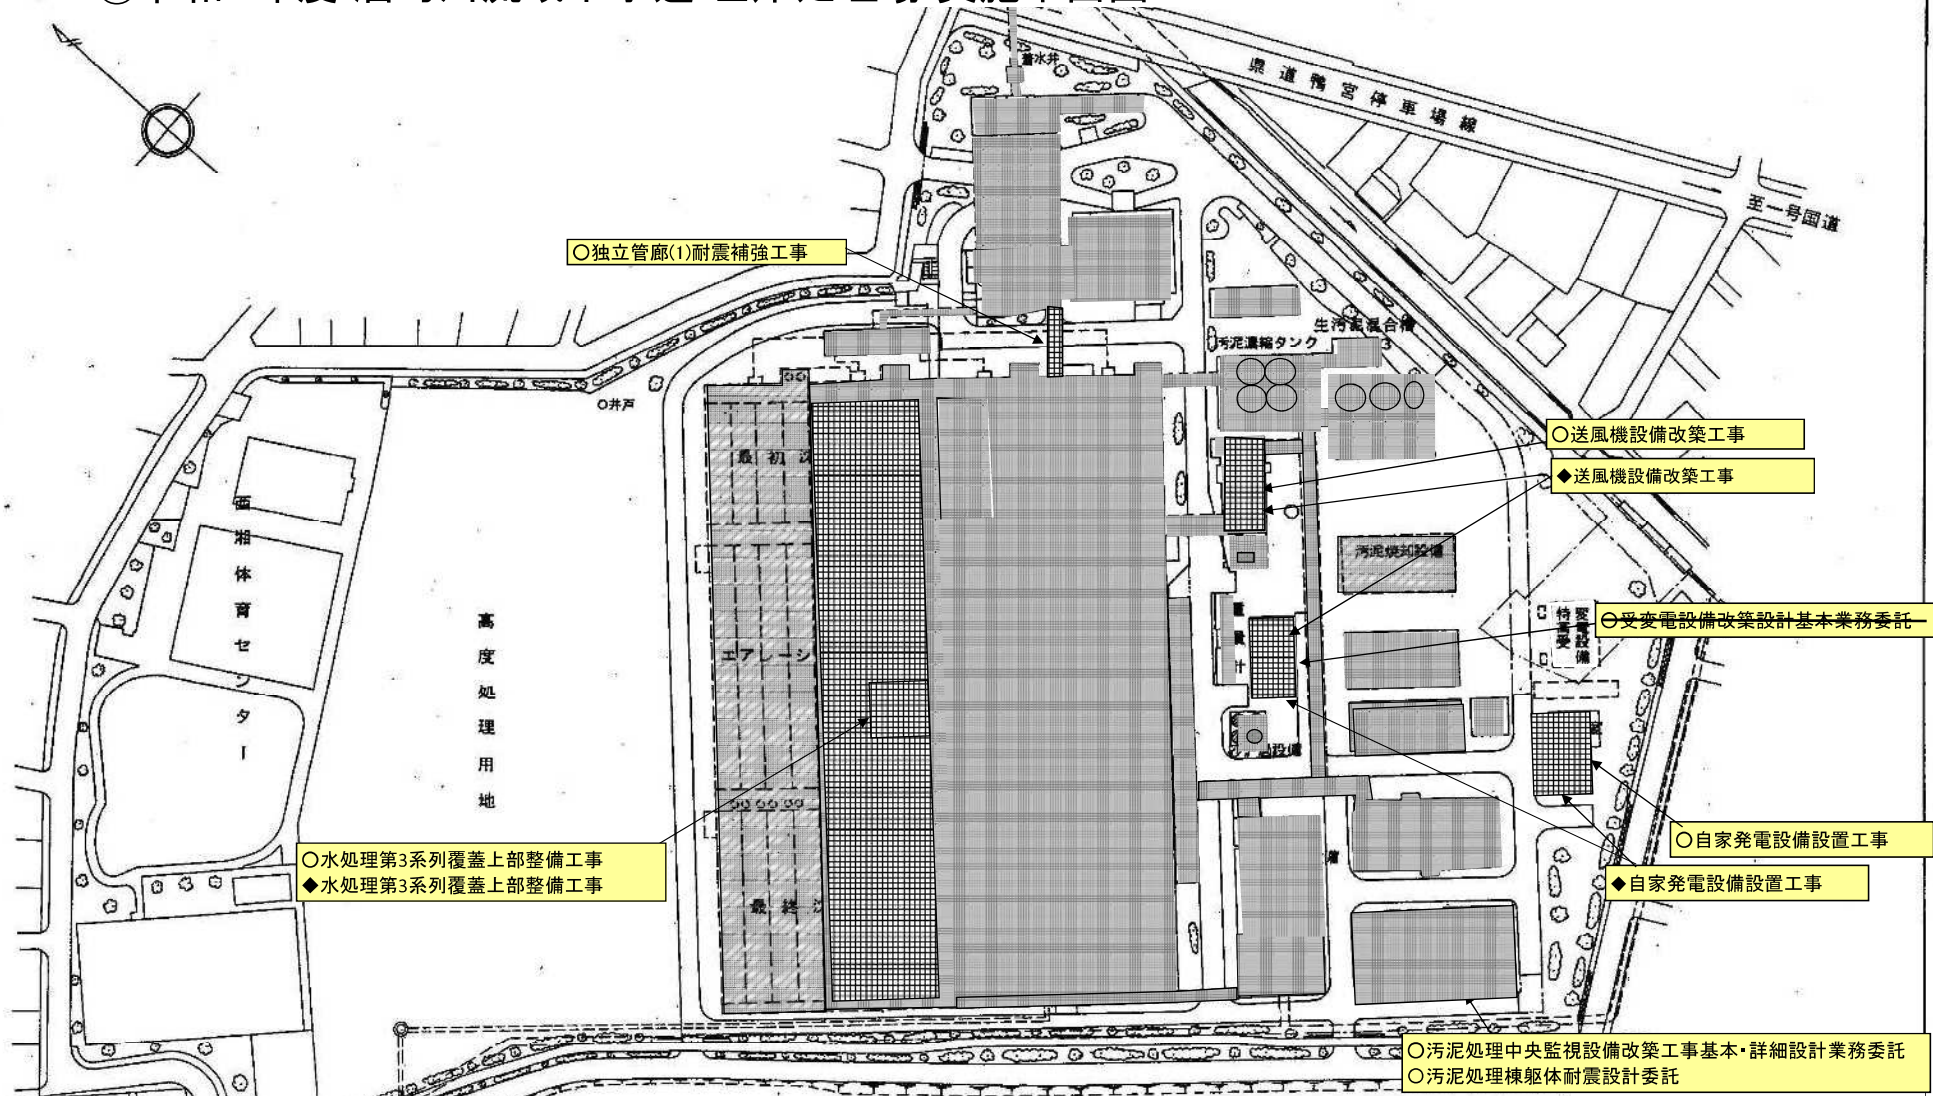 着水井
県道鴨宮停車場線
至一号国道
○独立管廊(1)耐震補強工事
生汚泥混合槽
汚泥濃縮タンク
○井戸
○送風機設備改築工事
◆送風機設備改築工事
最初沈
西湘体育センター
高度処理用地
汚泥焼却設備
特高受
変電設備
○受変電設備改築設計基本業務委託
エアレーシ
重量計
○水処理第3系列覆蓋上部整備工事
◆水処理第3系列覆蓋上部整備工事
○自家発電設備設置工事
◆自家発電設備設置工事
最終沈
○汚泥処理中央監視設備改築工事基本・詳細設計業務委託
○汚泥処理棟躯体耐震設計委託